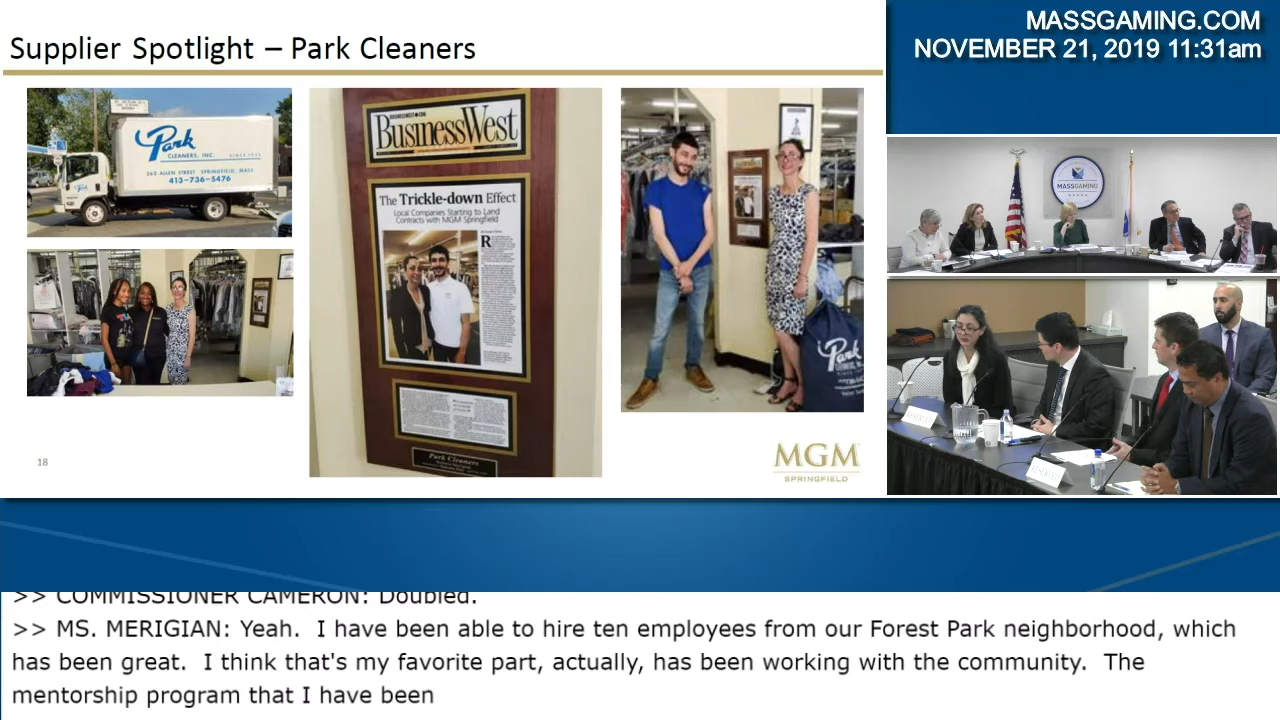 Supplier Spotlight – Park Cleaners
MASSGAMING.COM
NOVEMBER 21, 2019 11:31am
Park
CLEANERS, INC. SINCE 1935
263 ALLEN STREET SPRINGFIELD, MASS
413-736-5476
BusinessWest
The Trickle-down Effect
Local Companies Starting to Land
Contracts with MGM Springfield
Park Cleaners
Park
MASSGAMING
18
MGM
SPRINGFIELD
>> COMMISSIONER CAMERON: Doubled.
>> MS. MERIGIAN: Yeah. I have been able to hire ten employees from our Forest Park neighborhood, which
has been great. I think that's my favorite part, actually, has been working with the community. The
mentorship program that I have been